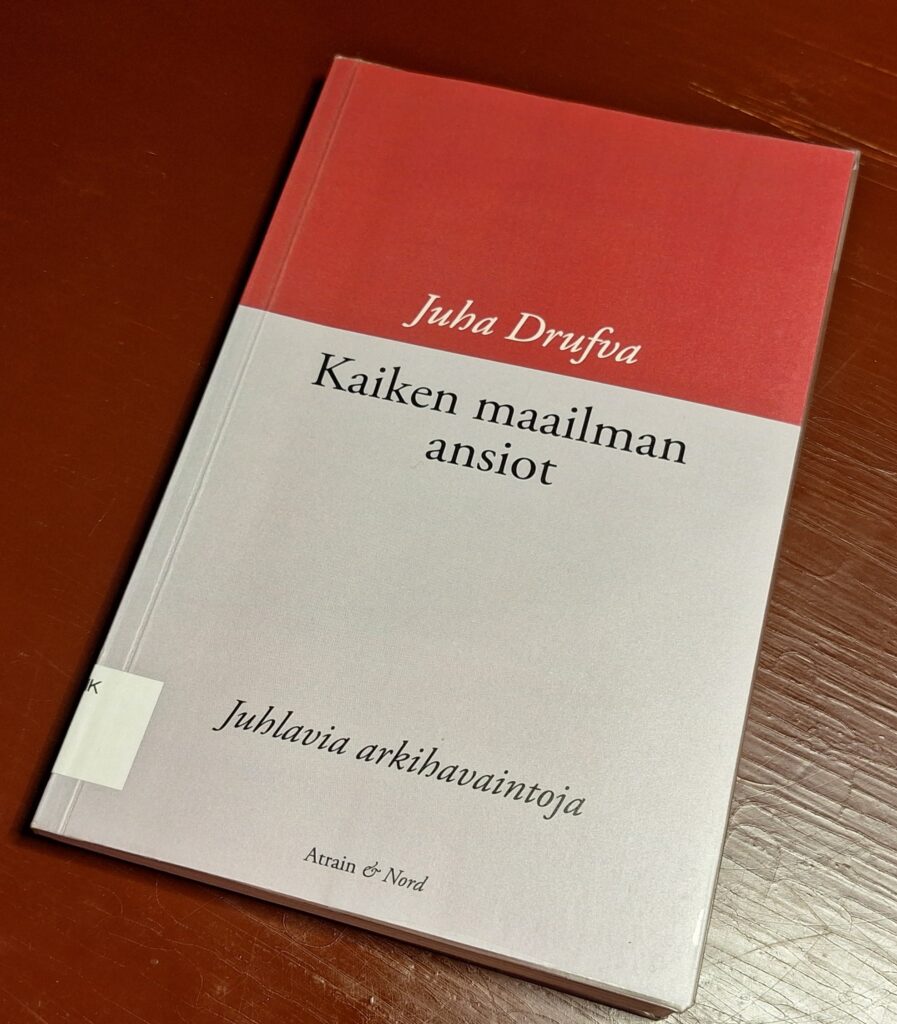 Juha Drufva
Kaiken maailman
ansiot
Juhlavia arkihavaintoja
Atrain & Nord